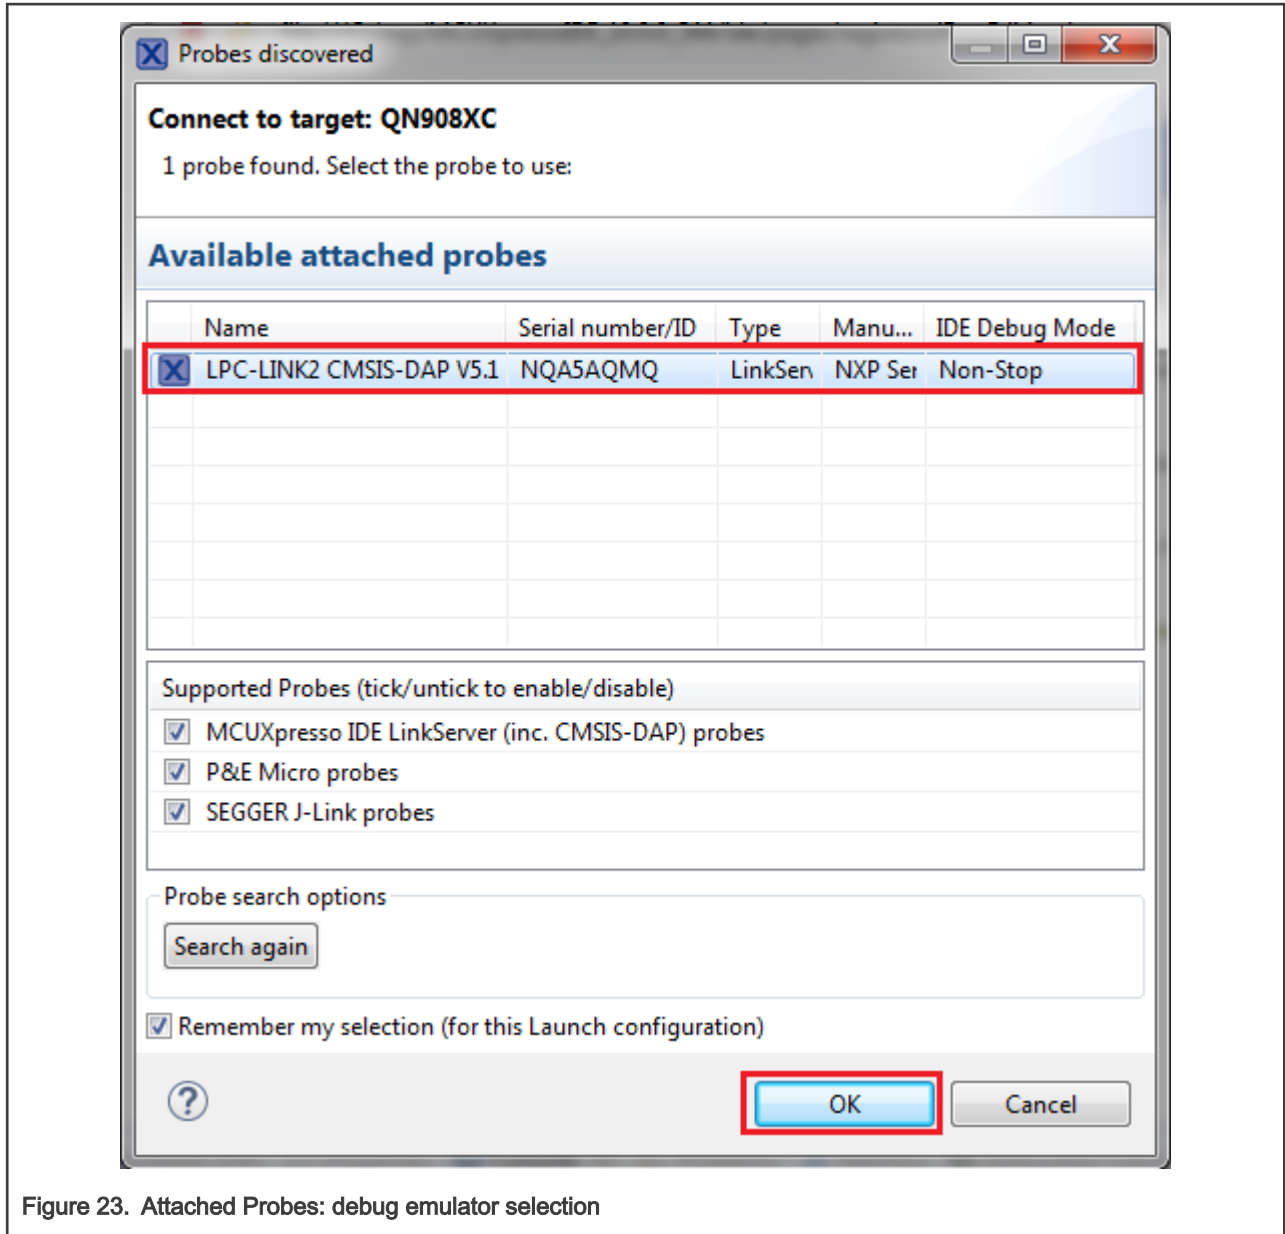 Probes discovered
Connect to target: QN908XC
1 probe found. Select the probe to use:
Available attached probes
Name Serial number/ID Type Manu... IDE Debug Mode
LPC-LINK2 CMSIS-DAP V5.1 NQA5AQMQ LinkSen NXP Ser Non-Stop
Supported Probes (tick/untick to enable/disable)
MCUXpresso IDE LinkServer (inc. CMSIS-DAP) probes
P&E Micro probes
SEGGER J-Link probes
Probe search options
Search again
Remember my selection (for this Launch configuration)
? OK Cancel
Figure 23. Attached Probes: debug emulator selection